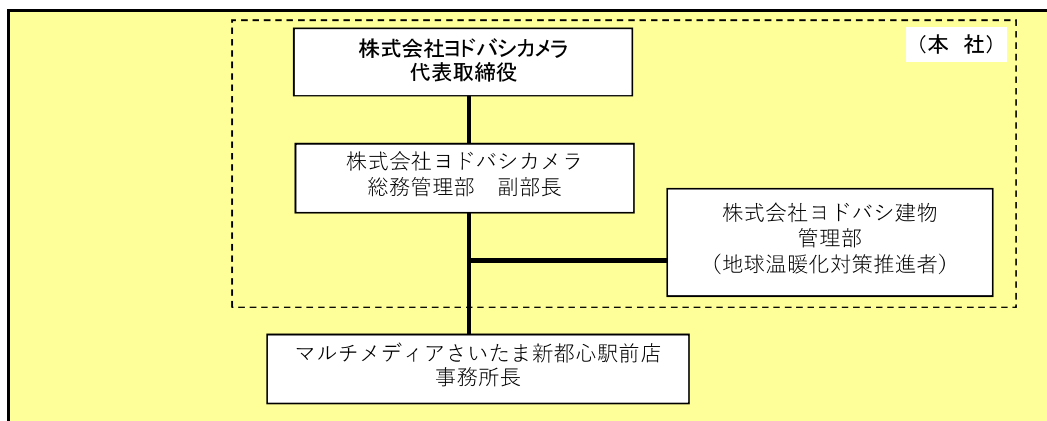 （本　社）
株式会社ヨドバシカメラ
代表取締役
株式会社ヨドバシカメラ
総務管理部　副部長
株式会社ヨドバシ建物
管理部
（地球温暖化対策推進者）
マルチメディアさいたま新都心駅前店
事務所長